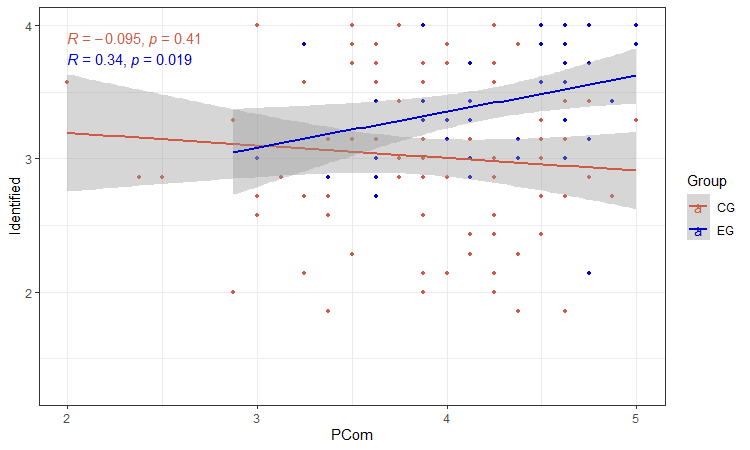 R = −0.095, p = 0.41
R = 0.34, p = 0.019
4
3
2
Identified
2
3
4
5
PCom
Group
a CG
a EG